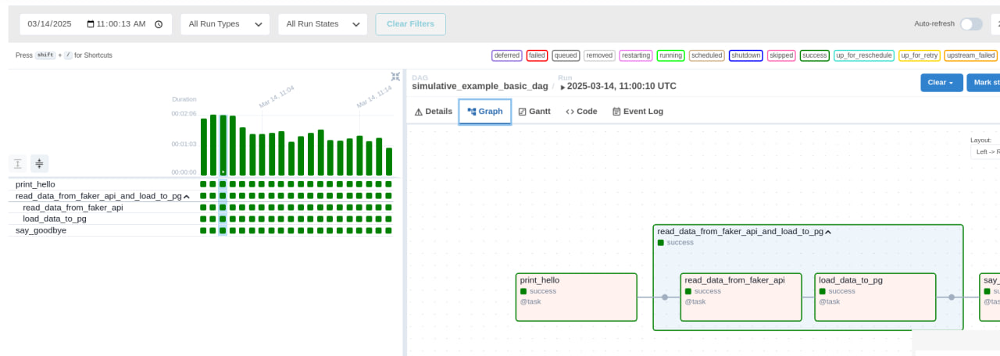 03/14/2025 11:00:13 AM
All Run Types
All Run States
Clear Filters
Auto-refresh
Press shift + / for Shortcuts
deferred failed queued removed restarting running scheduled shutdown skipped success up_for_reschedule up_for_retry upstream_failed
DAG
simulative_example_basic_dag /
Run
2025-03-14, 11:00:10 UTC
Clear
Mark st
Details
Graph
Gantt
Code
Event Log
Duration
Mar 14, 11:04
Mar 14, 11:14
00:02:06
00:01:03
00:00:00
print_hello
read_data_from_faker_api_and_load_to_pg
read_data_from_faker_api
load_data_to_pg
say_goodbye
Layout:
Left -> R
read_data_from_faker_api_and_load_to_pg
success
print_hello
success
@task
read_data_from_faker_api
success
@task
load_data_to_pg
success
@task
say_
su
@tas